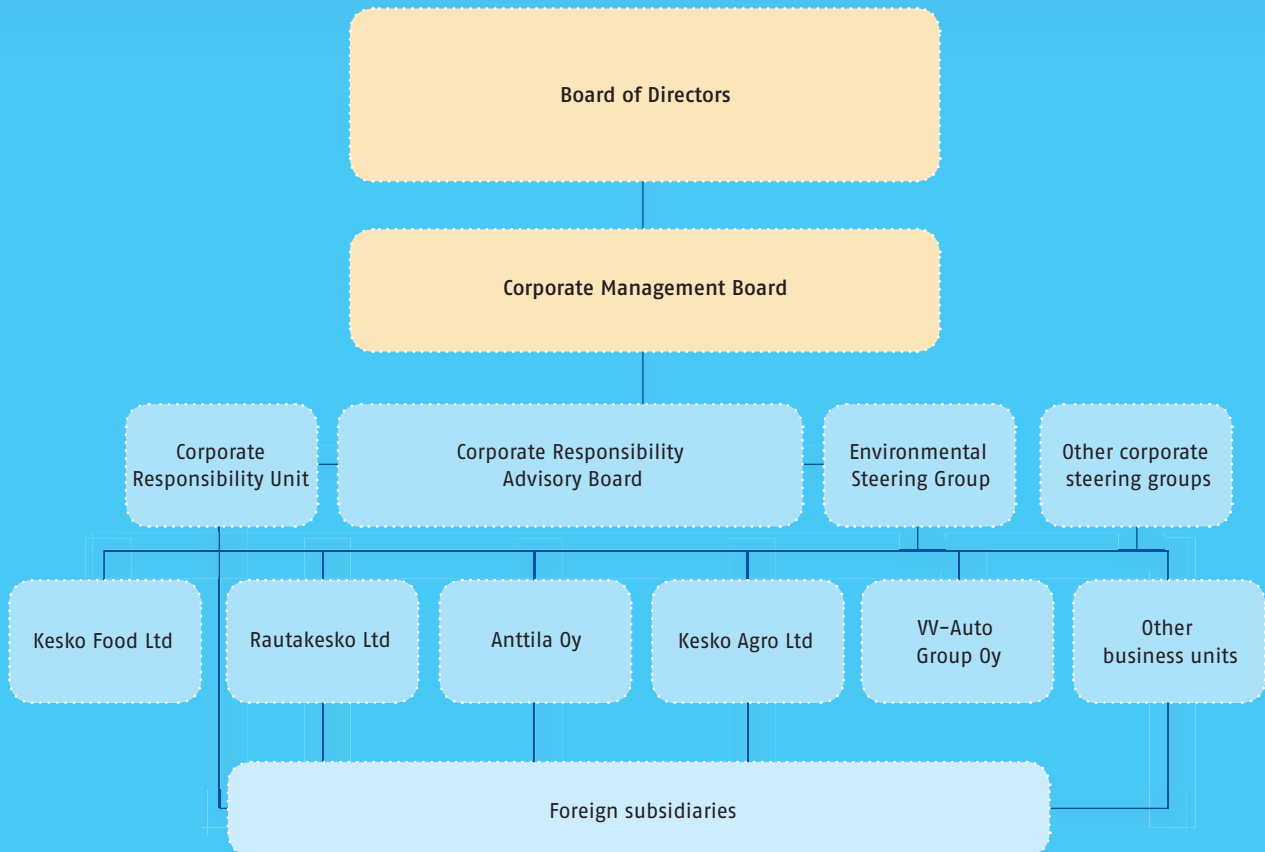 Board of Directors
Corporate Management Board
Corporate
Responsibility Unit
Corporate Responsibility
Advisory Board
Environmental
Steering Group
Other corporate
steering groups
Kesko Food Ltd
Rautakesko Ltd
Anttila Oy
Kesko Agro Ltd
VV-Auto
Group Oy
Other
business units
Foreign subsidiaries